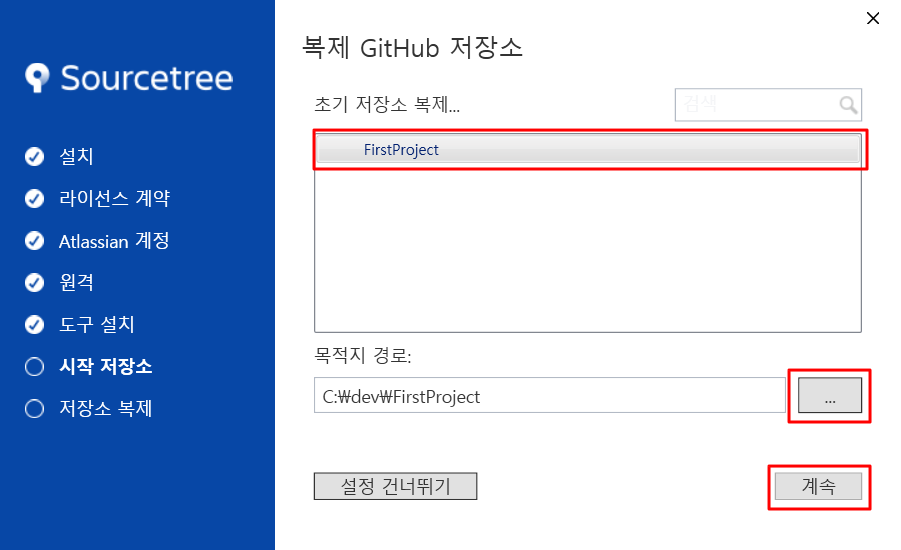 Sourcetree
설치
라이선스 계약
Atlassian 계정
원격
도구 설치
시작 저장소
저장소 복제
복제 GitHub 저장소
초기 저장소 복제...
검색
FirstProject
목적지 경로:
C:₩dev₩FirstProject
...
설정 건너뛰기
계속